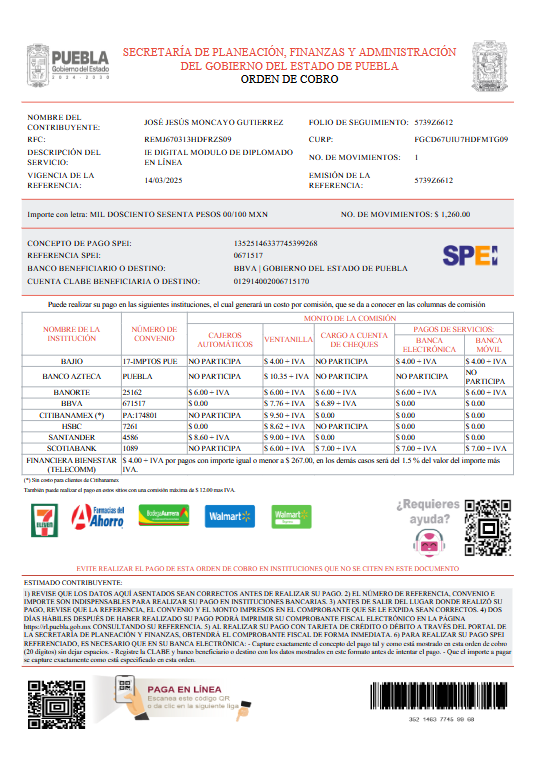 PUEBLA
Gobierno del Estado
2024 - 2030
SECRETARÍA DE PLANEACIÓN, FINANZAS Y ADMINISTRACIÓN
DEL GOBIERNO DEL ESTADO DE PUEBLA
ORDEN DE COBRO
NOMBRE DEL CONTRIBUYENTE: JOSÉ JESÚS MONCAYO GUTIERREZ
FOLIO DE SEGUIMIENTO: 5739Z6612
RFC: REMJ670313HDFRZS09
CURP: FGCD67UIU7HDFMTG09
DESCRIPCIÓN DEL SERVICIO: IE DIGITAL MODULO DE DIPLOMADO EN LÍNEA
NO. DE MOVIMIENTOS: 1
VIGENCIA DE LA REFERENCIA: 14/03/2025
EMISIÓN DE LA REFERENCIA: 5739Z6612
Importe con letra: MIL DOSCIENTO SESENTA PESOS 00/100 MXN
NO. DE MOVIMIENTOS: $ 1,260.00
CONCEPTO DE PAGO SPEI: 13525146337745399268
REFERENCIA SPEI: 0671517
BANCO BENEFICIARIO O DESTINO: BBVA | GOBIERNO DEL ESTADO DE PUEBLA
CUENTA CLABE BENEFICIARIA O DESTINO: 012914002006715170
SPEI
Puede realizar su pago en las siguientes instituciones, el cual generará un costo por comisión, que se da a conocer en las columnas de comisión
NOMBRE DE LA INSTITUCIÓN NÚMERO DE CONVENIO MONTO DE LA COMISIÓN
CAJEROS AUTOMÁTICOS VENTANILLA CARGO A CUENTA DE CHEQUES PAGOS DE SERVICIOS:
BANCA ELECTRÓNICA BANCA MÓVIL
BAJIO 17-IMPTOS PUE NO PARTICIPA $ 4.00 + IVA NO PARTICIPA $ 4.00 + IVA $ 4.00 + IVA
BANCO AZTECA PUEBLA NO PARTICIPA $ 10.35 + IVA NO PARTICIPA NO PARTICIPA NO PARTICIPA
BANORTE 25162 $ 6.00 + IVA $ 6.00 + IVA $ 6.00 + IVA $ 6.00 + IVA $ 6.00 + IVA
BBVA 671517 $ 0.00 $ 7.76 + IVA $ 6.89 + IVA $ 0.00 $ 0.00
CITIBANAMEX (*) PA:174801 NO PARTICIPA $ 9.50 + IVA $ 0.00 $ 0.00 $ 0.00
HSBC 7261 $ 0.00 $ 8.62 + IVA NO PARTICIPA $ 0.00 $ 0.00
SANTANDER 4586 $ 8.60 + IVA $ 9.00 + IVA $ 0.00 $ 0.00 $ 0.00
SCOTIABANK 1089 NO PARTICIPA $ 6.00 + IVA $ 7.00 + IVA $ 7.00 + IVA $ 7.00 + IVA
FINANCIERA BIENESTAR (TELECOMM) $ 4.00 + IVA por pagos con importe igual o menor a $ 267.00, en los demás casos será del 1.5 % del valor del importe más IVA.
(*) Sin costo para clientes de Citibanamex
También puede realizar el pago en estos sitios con una comisión máxima de $ 12.00 mas IVA.
ELEVEN
Farmacias del Ahorro
Bodega Aurrera
Walmart
Walmart
¿Requieres ayuda?
EVITE REALIZAR EL PAGO DE ESTA ORDEN DE COBRO EN INSTITUCIONES QUE NO SE CITEN EN ESTE DOCUMENTO
ESTIMADO CONTRIBUYENTE:
1) REVISE QUE LOS DATOS AQUÍ ASENTADOS SEAN CORRECTOS ANTES DE REALIZAR SU PAGO. 2) EL NÚMERO DE REFERENCIA, CONVENIO E
IMPORTE SON INDISPENSABLES PARA REALIZAR SU PAGO EN INSTITUCIONES BANCARIAS. 3) ANTES DE SALIR DEL LUGAR DONDE REALIZÓ SU
PAGO, REVISE QUE LA REFERENCIA, EL CONVENIO Y EL MONTO IMPRESOS EN EL COMPROBANTE QUE SE LE EXPIDA SEAN CORRECTOS. 4) DOS
DÍAS HÁBILES DESPUÉS DE HABER REALIZADO SU PAGO PODRÁ IMPRIMIR SU COMPROBANTE FISCAL ELECTRÓNICO EN LA PÁGINA
https://rl.puebla.gob.mx CONSULTANDO SU REFERENCIA. 5) AL REALIZAR SU PAGO CON TARJETA DE CRÉDITO O DÉBITO A TRAVÉS DEL PORTAL DE
LA SECRETARÍA DE PLANEACIÓN Y FINANZAS, OBTENDRÁ EL COMPROBANTE FISCAL DE FORMA INMEDIATA. 6) PARA REALIZAR SU PAGO SPEI
REFERENCIADO, ES NECESARIO QUE EN SU BANCA ELECTRÓNICA: - Capture exactamente el concepto del pago tal y como está mostrado en esta orden de cobro
(20 dígitos) sin dejar espacios. - Registre la CLABE y banco beneficiario o destino con los datos mostrados en este formato antes de intentar el pago. - Que el importe a pagar
se capture exactamente como está especificado en esta orden.
PAGA EN LÍNEA
Escanea este código QR
o da clic en la siguiente liga
352 1463 7745 99 68